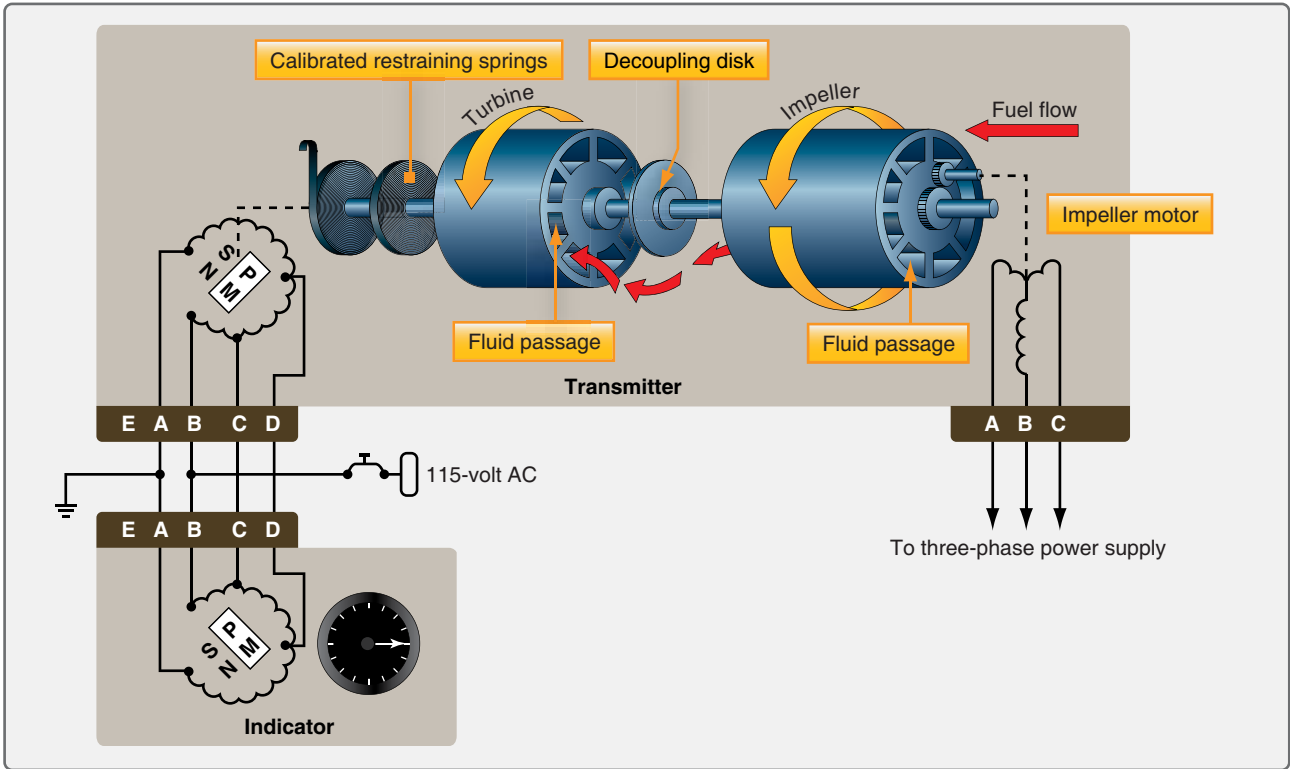 Calibrated restraining springs
Decoupling disk
Turbine
Impeller
Fuel flow
Impeller motor
S
N
P
M
Fluid passage
Fluid passage
Transmitter
E A B C D
A B C
115-volt AC
E A B C D
To three-phase power supply
P
M
S
N
Indicator